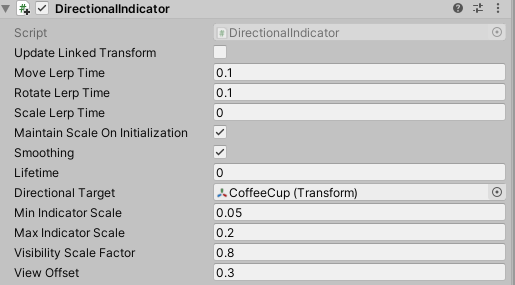 DirectionalIndicator
Script DirectionalIndicator
Update Linked Transform
Move Lerp Time 0.1
Rotate Lerp Time 0.1
Scale Lerp Time 0
Maintain Scale On Initialization
Smoothing
Lifetime 0
Directional Target CoffeeCup (Transform)
Min Indicator Scale 0.05
Max Indicator Scale 0.2
Visibility Scale Factor 0.8
View Offset 0.3